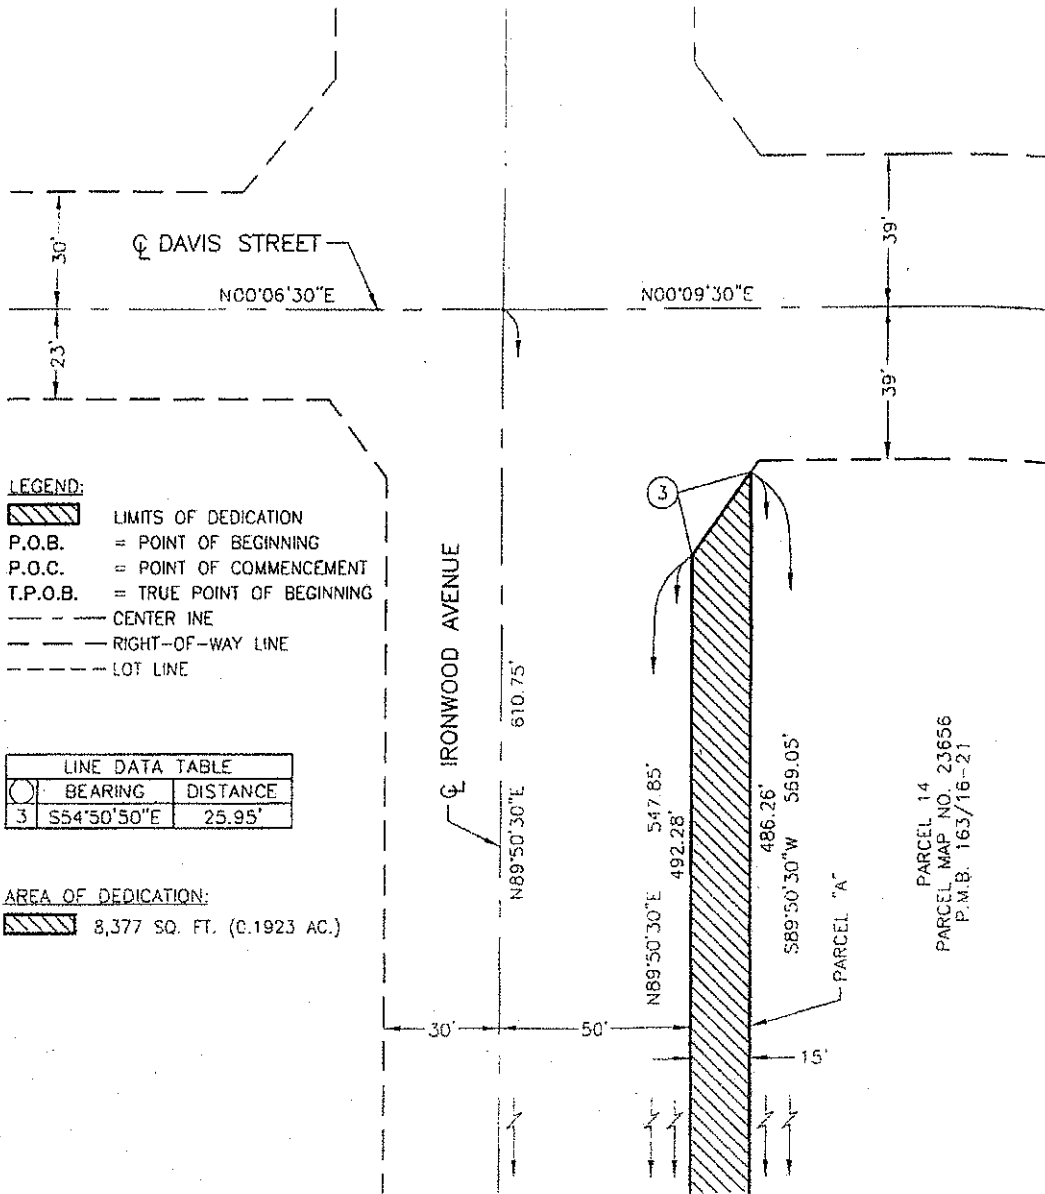 30'
℄ DAVIS STREET
39'
N00°06'30"E
N00°09'30"E
23'
39'
LEGEND:
LIMITS OF DEDICATION
P.O.B. = POINT OF BEGINNING
P.O.C. = POINT OF COMMENCEMENT
T.P.O.B. = TRUE POINT OF BEGINNING
CENTER INE
RIGHT-OF-WAY LINE
LOT LINE
3
℄ IRONWOOD AVENUE
N89°50'30"E 610.75'
N89°50'30"E 547.85'
492.28'
486.26'
S89°50'30"W 569.05'
PARCEL "A"
PARCEL 14
PARCEL MAP NO. 23656
P.M.B. 163/16-21
LINE DATA TABLE
BEARING DISTANCE
3 S54°50'50"E 25.95'
AREA OF DEDICATION:
8,377 SQ. FT. (0.1923 AC.)
30'
50'
15'